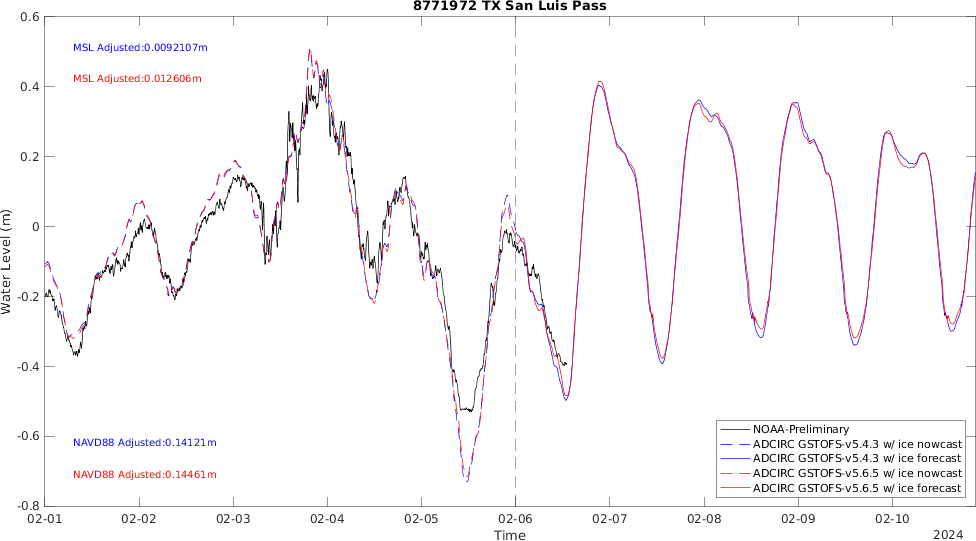 8771972 TX San Luis Pass
0.6
MSL Adjusted:0.0092107m
0.4
MSL Adjusted:0.012606m
0.2
0
-0.2
-0.4
-0.6
-0.8
Water Level (m)
NAVD88 Adjusted:0.14121m
NAVD88 Adjusted:0.14461m
NOAA-Preliminary
ADCIRC GSTOFS-v5.4.3 w/ ice nowcast
ADCIRC GSTOFS-v5.4.3 w/ ice forecast
ADCIRC GSTOFS-v5.6.5 w/ ice nowcast
ADCIRC GSTOFS-v5.6.5 w/ ice forecast
02-01 02-02 02-03 02-04 02-05 02-06 02-07 02-08 02-09 02-10
Time
2024